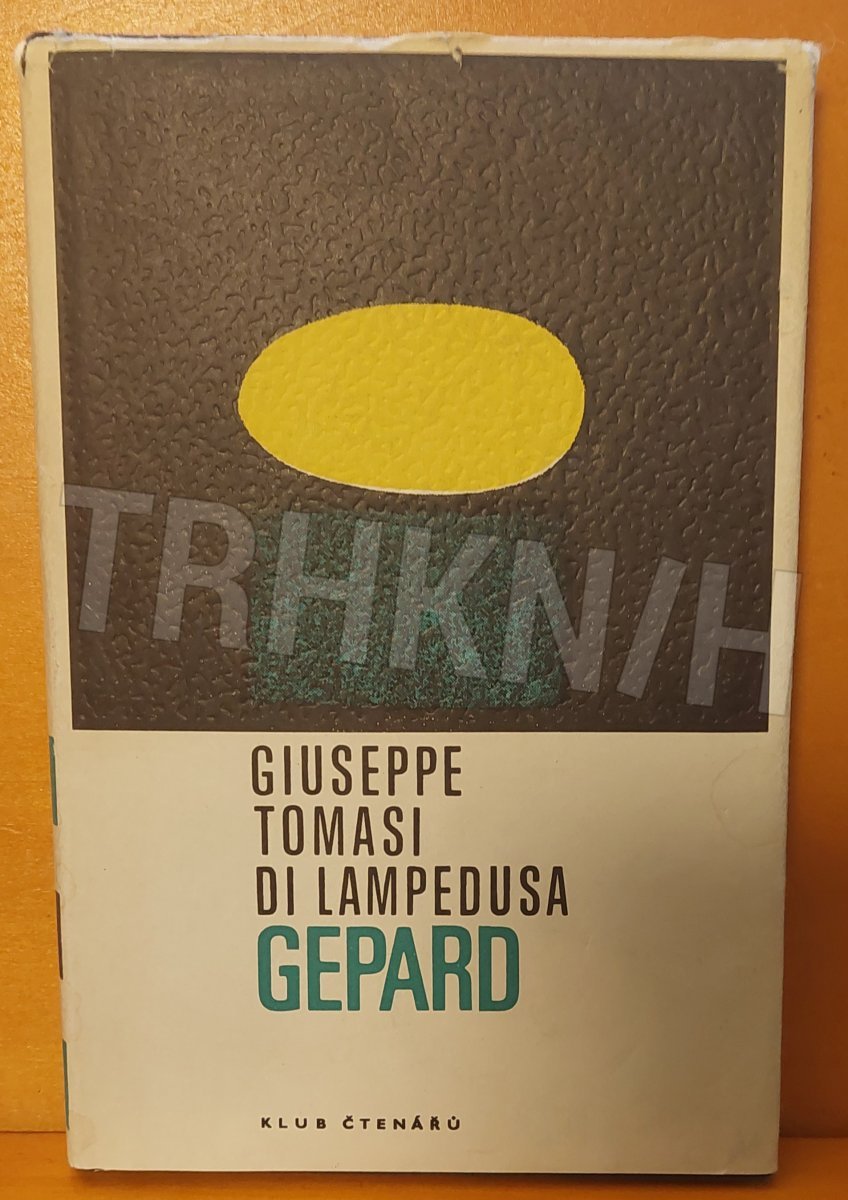 TRHKNIH
GIUSEPPE
TOMASI
DI LAMPEDUSA
GEPARD
KLUB ČTENÁŘŮ